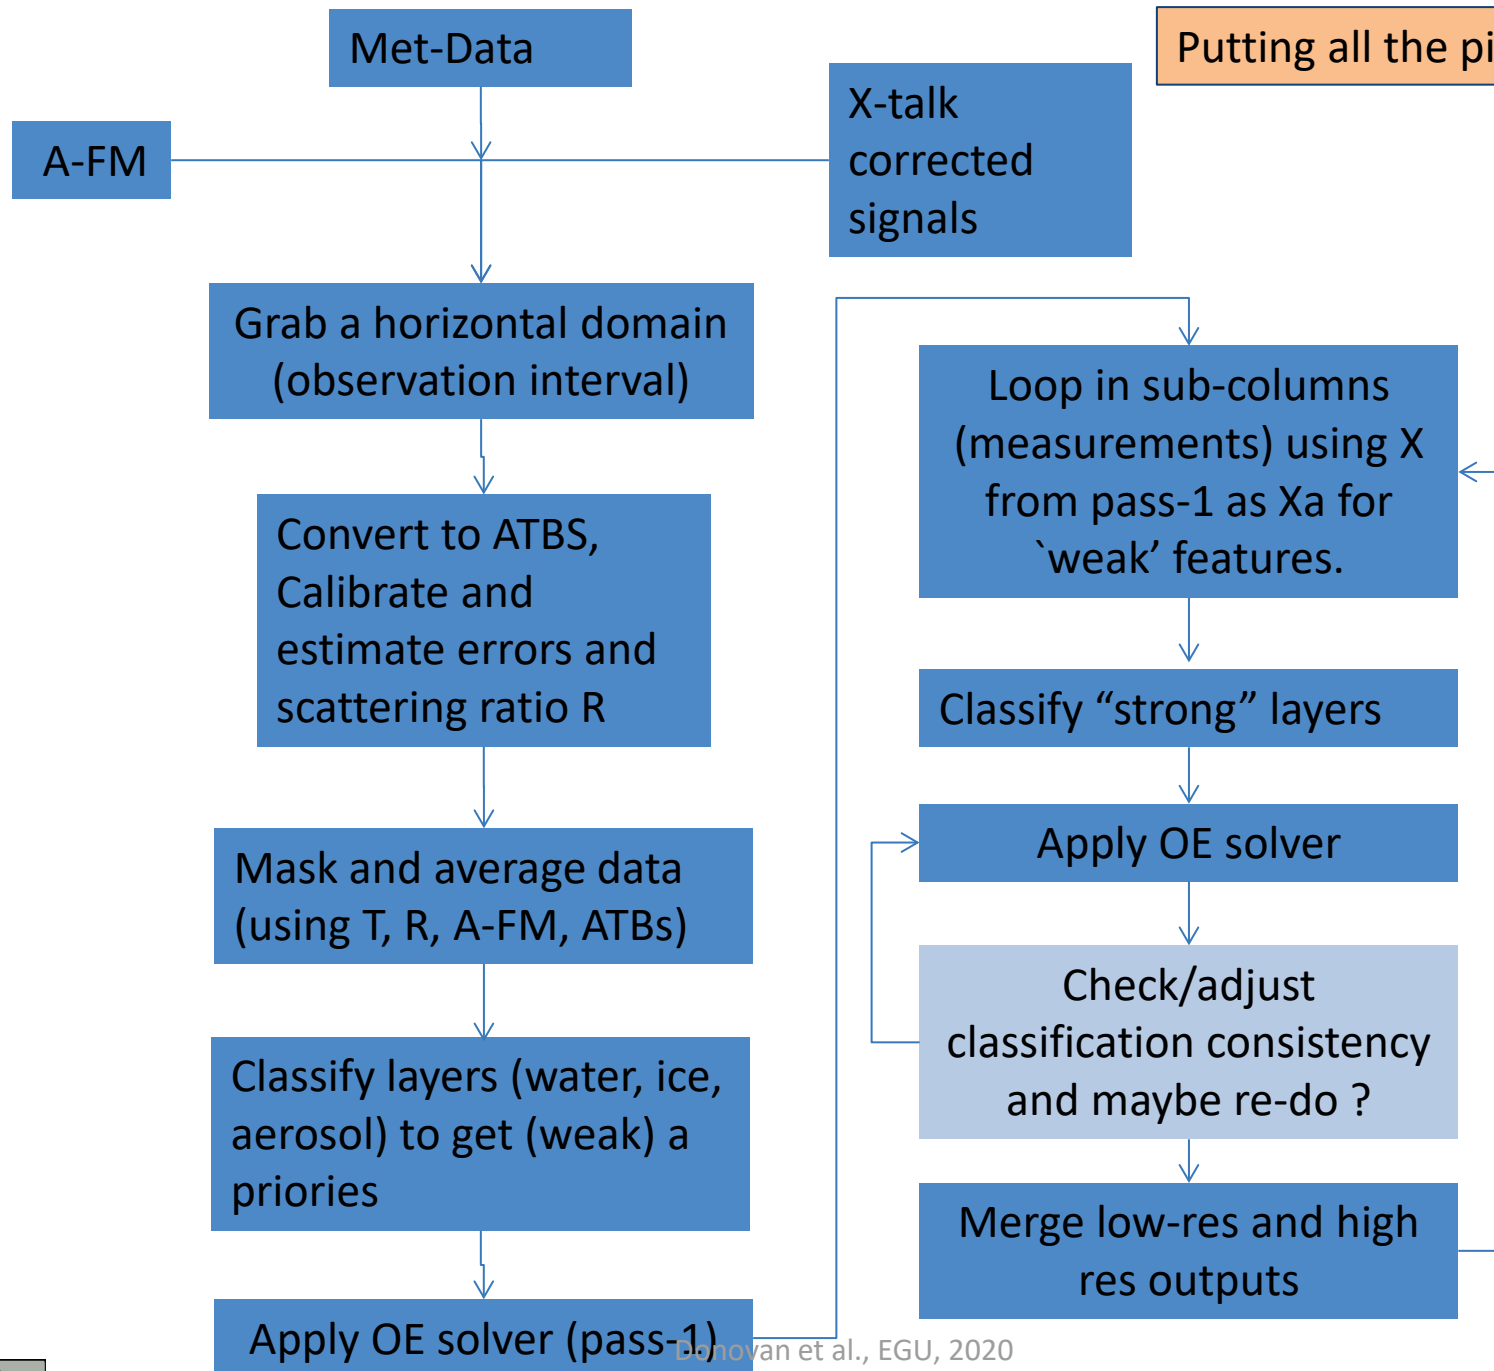 Met-Data
Putting all the pi
A-FM
X-talk
corrected
signals
Grab a horizontal domain
(observation interval)
Convert to ATBS,
Calibrate and
estimate errors and
scattering ratio R
Mask and average data
(using T, R, A-FM, ATBs)
Classify layers (water, ice,
aerosol) to get (weak) a
priories
Apply OE solver (pass-1)
Loop in sub-columns
(measurements) using X
from pass-1 as Xa for
`weak’ features.
Classify “strong” layers
Apply OE solver
Check/adjust
classification consistency
and maybe re-do ?
Merge low-res and high
res outputs
Donovan et al., EGU, 2020